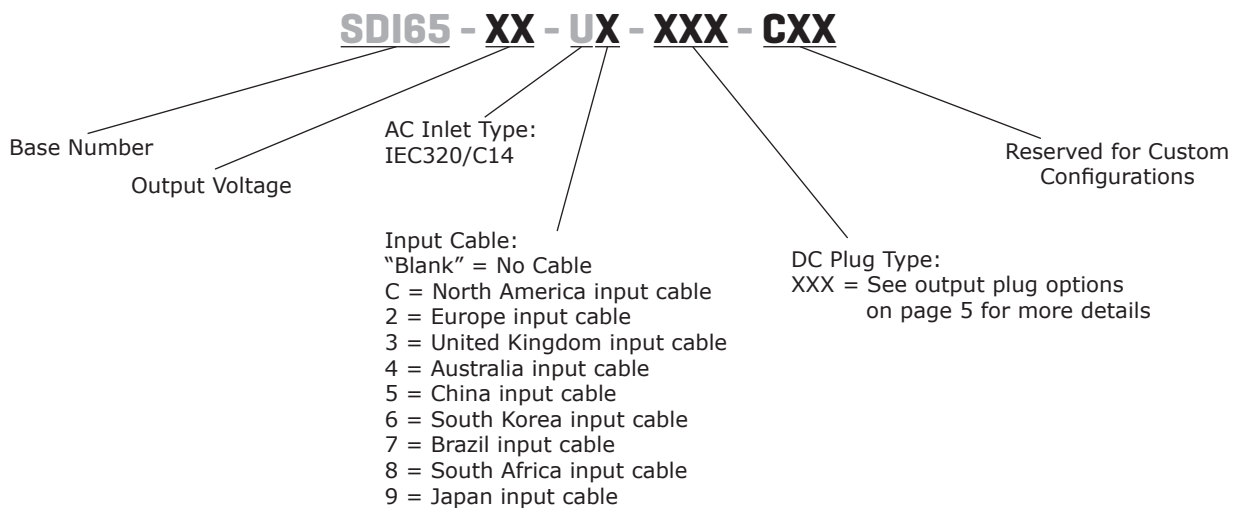 SDI65 - XX - UX - XXX - CXX
Base Number
Output Voltage
AC Inlet Type:
IEC320/C14
Input Cable:
“Blank” = No Cable
C = North America input cable
2 = Europe input cable
3 = United Kingdom input cable
4 = Australia input cable
5 = China input cable
6 = South Korea input cable
7 = Brazil input cable
8 = South Africa input cable
9 = Japan input cable
DC Plug Type:
XXX = See output plug options
on page 5 for more details
Reserved for Custom
Configurations